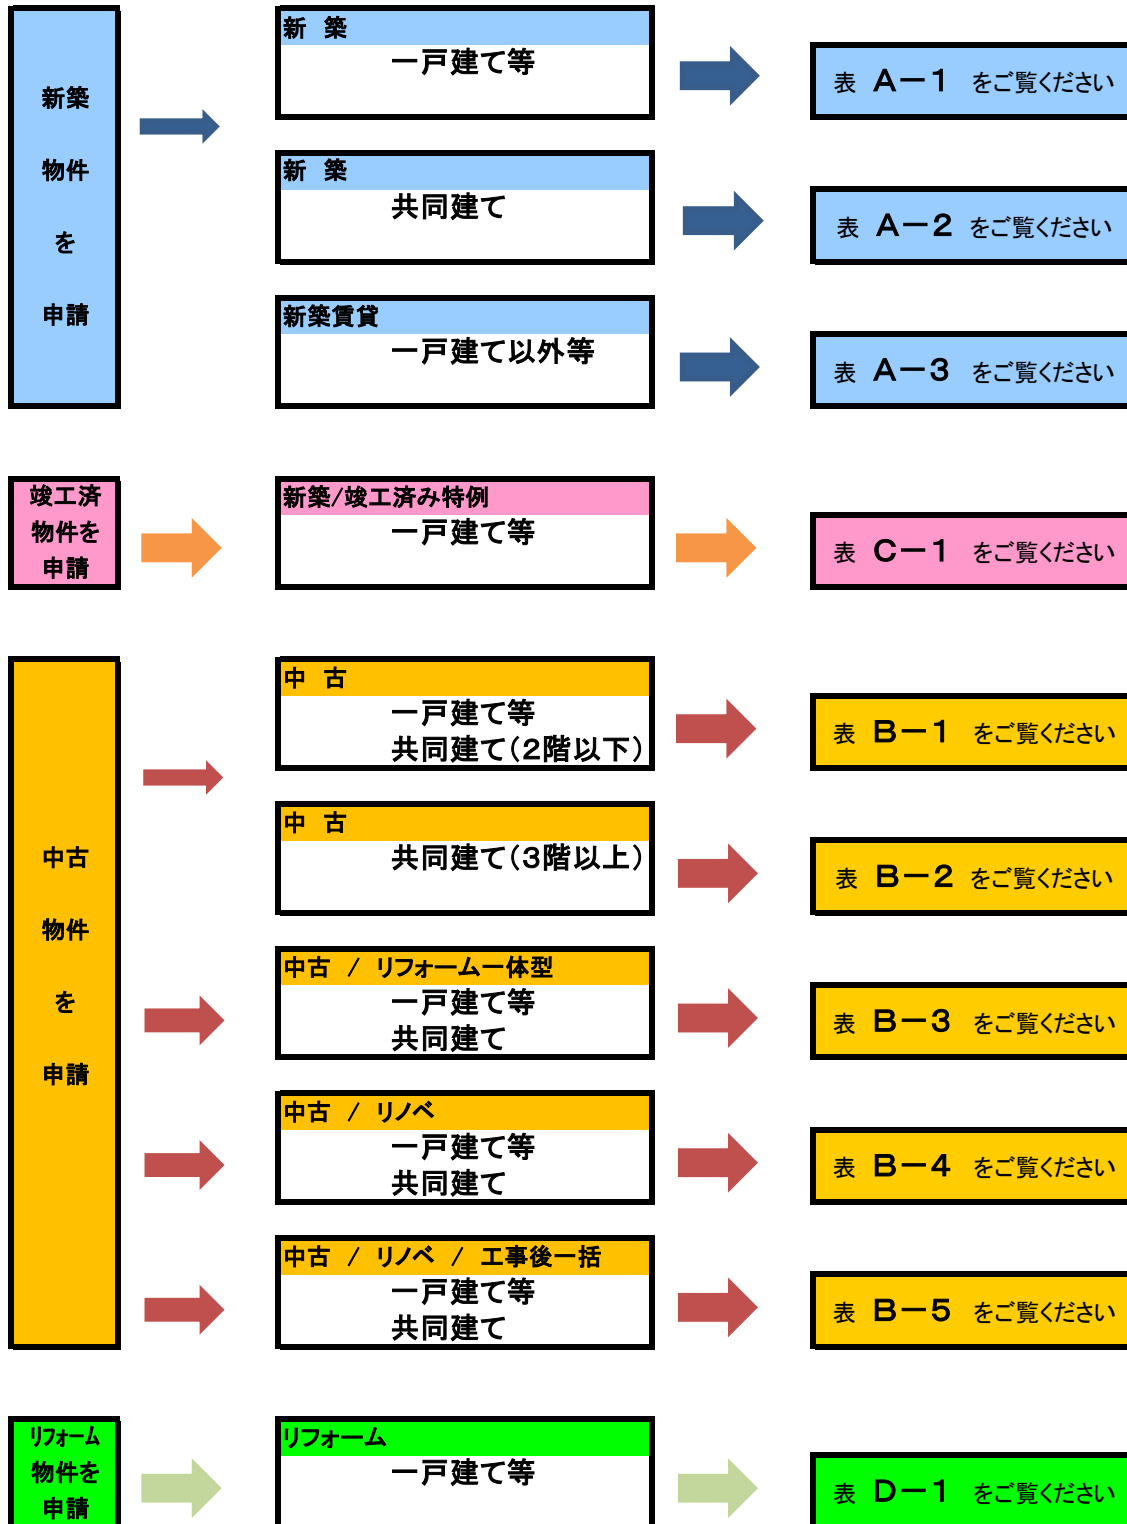 新築
物件
を
申請
新　築
一戸建て等
表 Ａ－１ をご覧ください
新　築
共同建て
表 Ａ－２ をご覧ください
新築賃貸
一戸建て以外等
表 Ａ－３ をご覧ください
竣工済
物件を
申請
新築/竣工済み特例
一戸建て等
表 Ｃ－１ をご覧ください
中古
物件
を
申請
中　古
一戸建て等
共同建て（２階以下）
表 Ｂ－１ をご覧ください
中　古
共同建て（３階以上）
表 Ｂ－２ をご覧ください
中古 / リフォーム一体型
一戸建て等
共同建て
表 Ｂ－３ をご覧ください
中古 / リノベ
一戸建て等
共同建て
表 Ｂ－４ をご覧ください
中古 / リノベ / 工事後一括
一戸建て等
共同建て
表 Ｂ－５ をご覧ください
リフォーム
物件を
申請
リフォーム
一戸建て等
表 Ｄ－１ をご覧ください